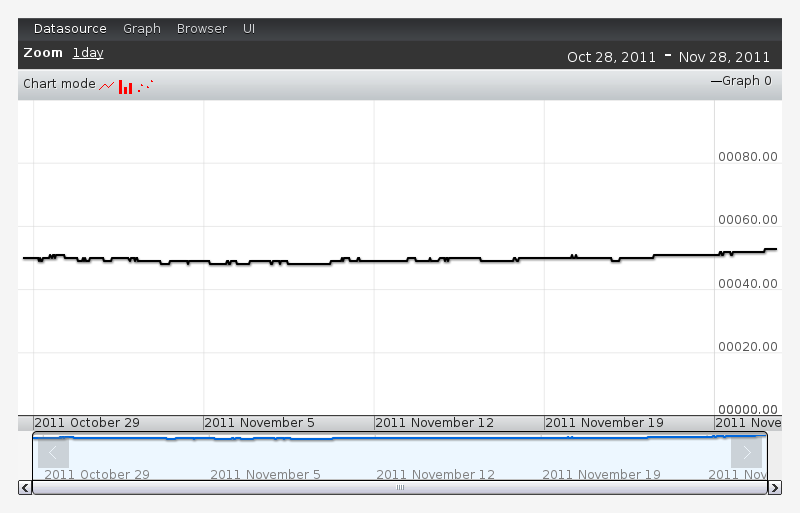 Datasource Graph Browser UI
Zoom 1day
Oct 28, 2011 - Nov 28, 2011
Chart mode
Graph 0
00080.00
00060.00
00040.00
00020.00
00000.00
2011 October 29 2011 November 5 2011 November 12 2011 November 19 2011 Nove
2011 October 29 2011 November 5 2011 November 12 2011 November 19 2011 Nov